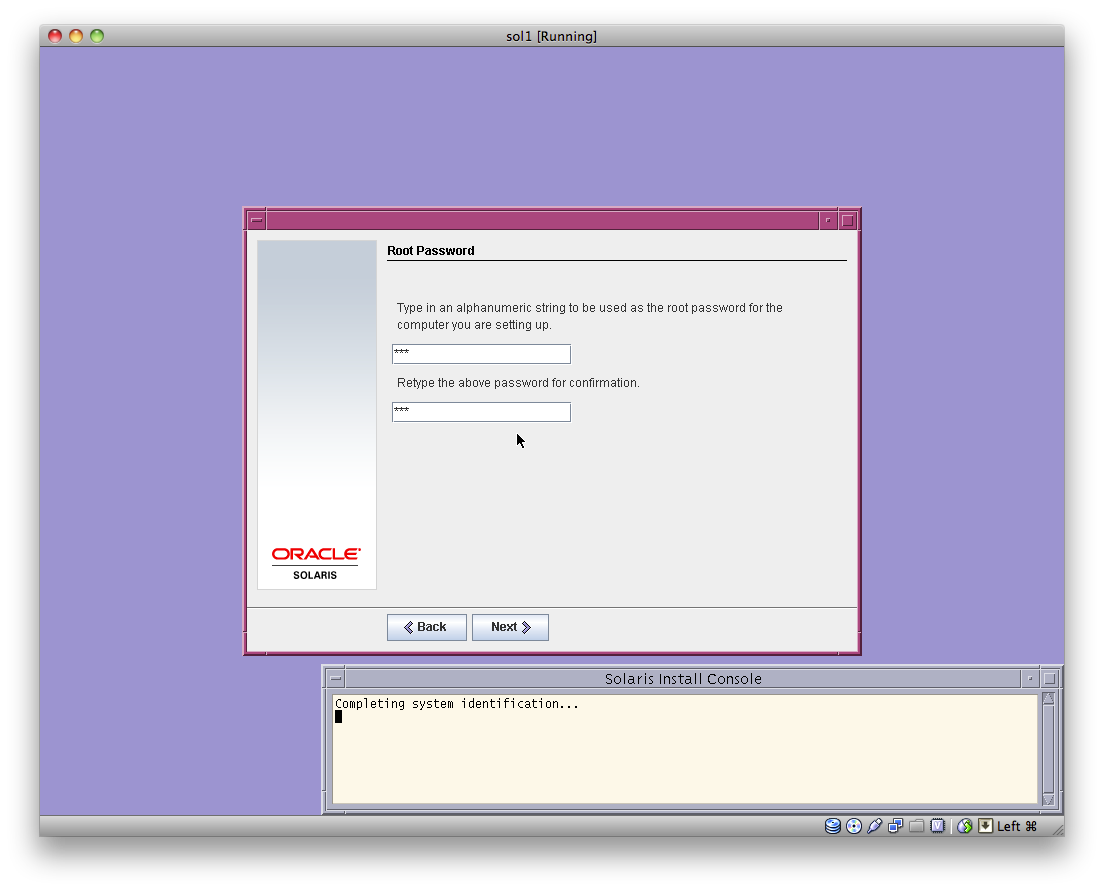 sol1 [Running]
Root Password
Type in an alphanumeric string to be used as the root password for the
computer you are setting up.
***
Retype the above password for confirmation.
***
ORACLE
SOLARIS
Back
Next
Solaris Install Console
Completing system identification...
Left ⌘